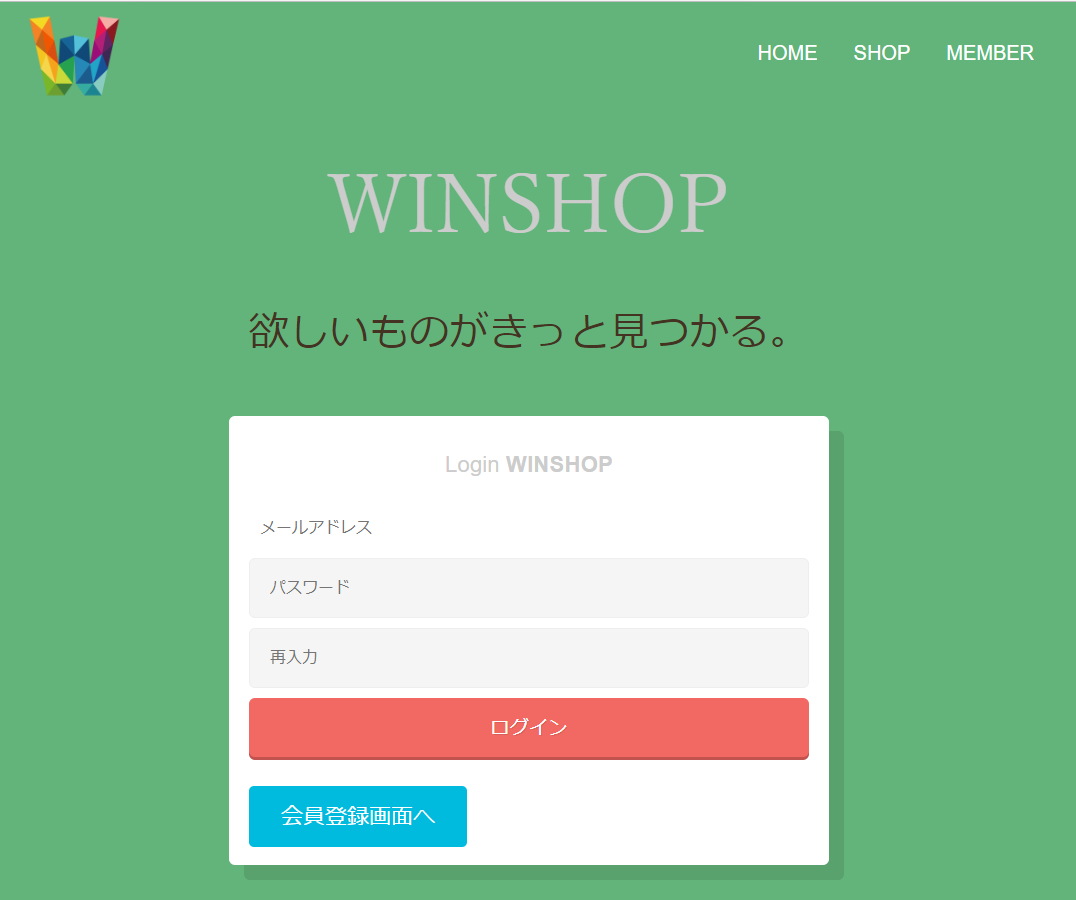 HOME SHOP MEMBER
WINSHOP
欲しいものがきっと見つかる。
Login WINSHOP
メールアドレス
パスワード
再入力
ログイン
会員登録画面へ